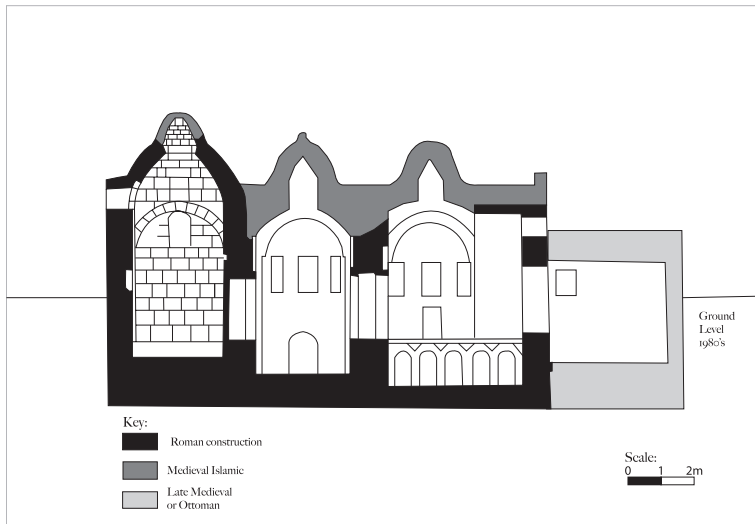 Ground
Level
1980's
Key:
Roman construction
Medieval Islamic
Late Medieval
or Ottoman
Scale:
0 1 2m